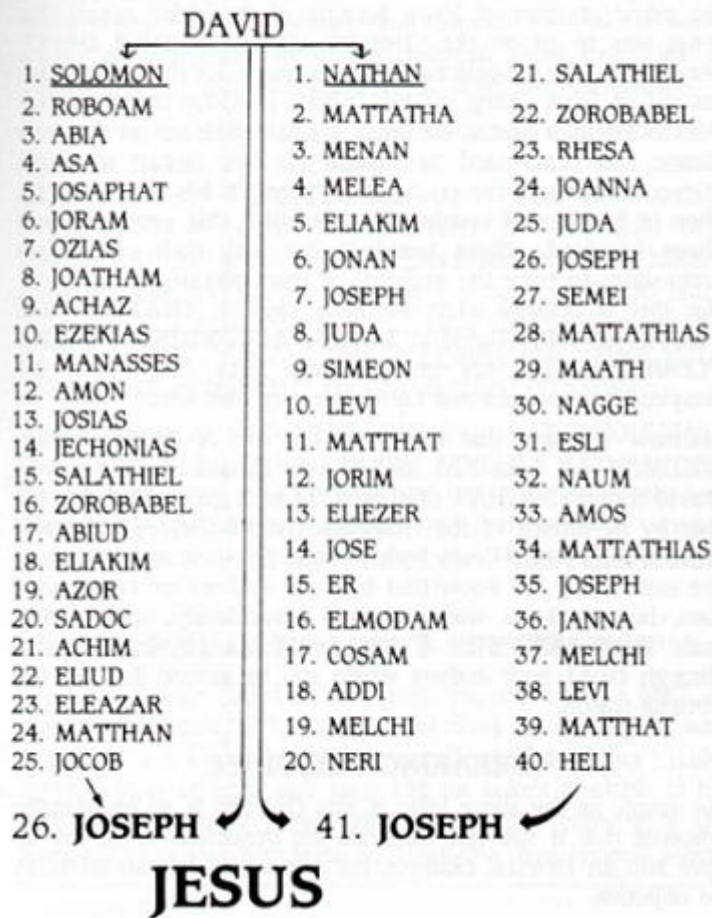 DAVID
1. SOLOMON
2. ROBOAM
3. ABIA
4. ASA
5. JOSAPHAT
6. JORAM
7. OZIAS
8. JOATHAM
9. ACHAZ
10. EZEKIAS
11. MANASSES
12. AMON
13. JOSIAS
14. JECHONIAS
15. SALATHIEL
16. ZOROBABEL
17. ABIUD
18. ELIAKIM
19. AZOR
20. SADOC
21. ACHIM
22. ELIUD
23. ELEAZAR
24. MATTHAN
25. JOCOB
26. JOSEPH
1. NATHAN
2. MATTATHA
3. MENAN
4. MELEA
5. ELIAKIM
6. JONAN
7. JOSEPH
8. JUDA
9. SIMEON
10. LEVI
11. MATTHAT
12. JORIM
13. ELIEZER
14. JOSE
15. ER
16. ELMODAM
17. COSAM
18. ADDI
19. MELCHI
20. NERI
21. SALATHIEL
22. ZOROBABEL
23. RHESA
24. JOANNA
25. JUDA
26. JOSEPH
27. SEMEI
28. MATTATHIAS
29. MAATH
30. NAGGE
31. ESLI
32. NAUM
33. AMOS
34. MATTATHIAS
35. JOSEPH
36. JANNA
37. MELCHI
38. LEVI
39. MATTHAT
40. HELI
41. JOSEPH
JESUS